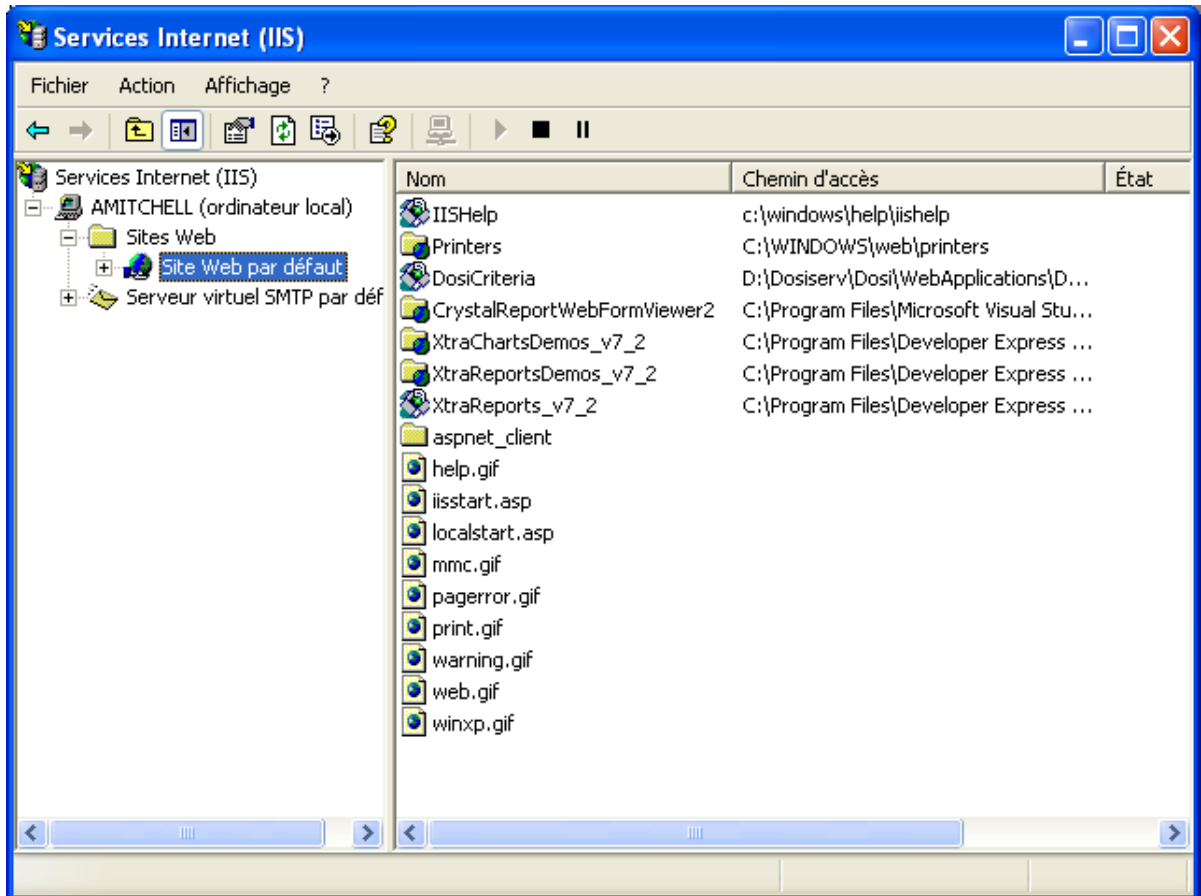 Services Internet (IIS)
Fichier Action Affichage ?
Services Internet (IIS)
AMITCHELL (ordinateur local)
Sites Web
Site Web par défaut
Serveur virtuel SMTP par déf
Nom Chemin d'accès État
IISHelp c:\windows\help\iishelp
Printers C:\WINDOWS\web\printers
DosiCriteria D:\Dosiserv\Dosi\WebApplications\D...
CrystalReportWebFormViewer2 C:\Program Files\Microsoft Visual Stu...
XtraChartsDemos_v7_2 C:\Program Files\Developer Express ...
XtraReportsDemos_v7_2 C:\Program Files\Developer Express ...
XtraReports_v7_2 C:\Program Files\Developer Express ...
aspnet_client
help.gif
iisstart.asp
localstart.asp
mmc.gif
pagerror.gif
print.gif
warning.gif
web.gif
winxp.gif